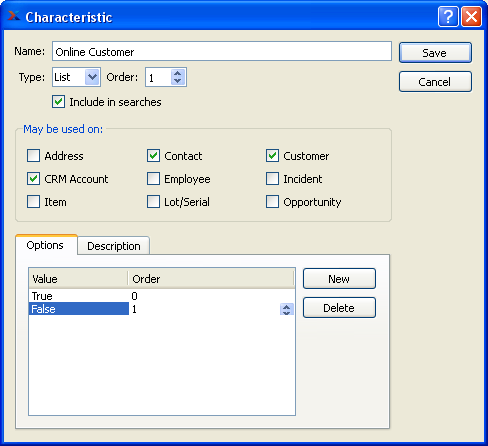 Characteristic
Name: Online Customer Save
Type: List Order: 1 Cancel
Include in searches
May be used on:
Address Contact Customer
CRM Account Employee Incident
Item Lot/Serial Opportunity
Options Description
Value Order New
True 0
False 1 Delete